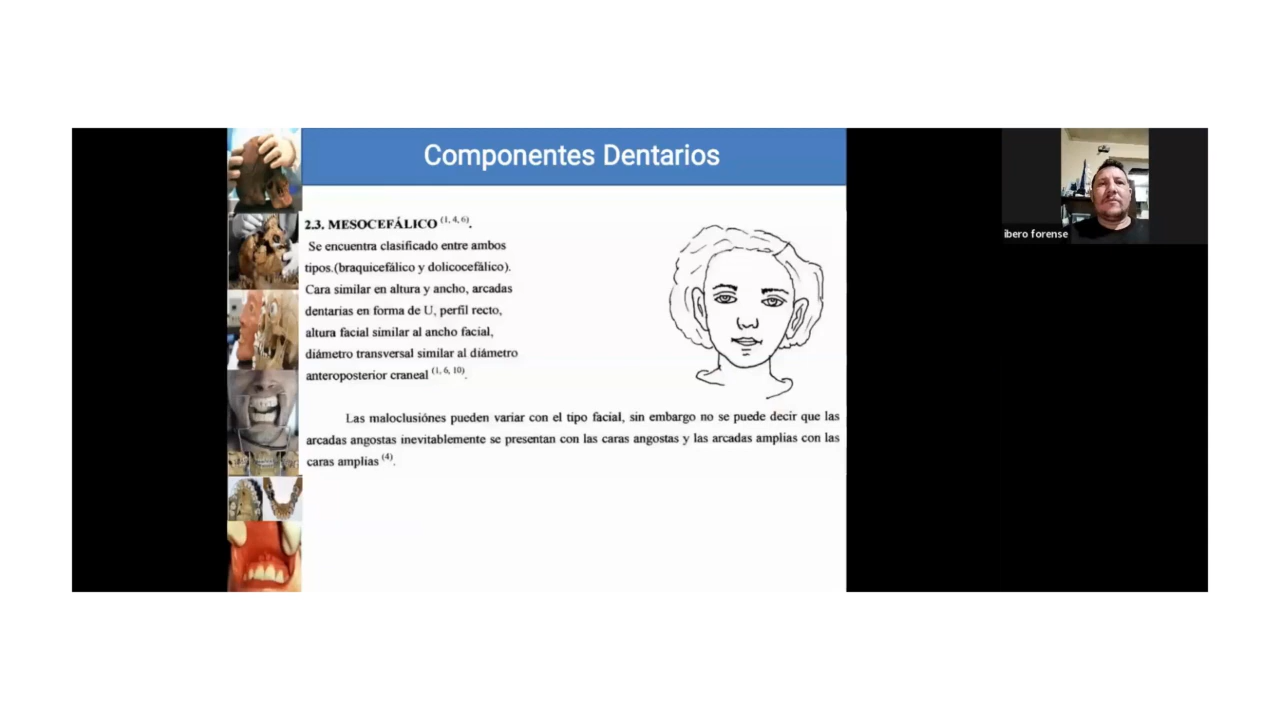 Componentes Dentarios
2.3. MESOCEFÁLICO (1, 4, 6).
Se encuentra clasificado entre ambos
tipos.(braquicefálico y dolicocefálico).
Cara similar en altura y ancho, arcadas
dentarias en forma de U, perfil recto,
altura facial similar al ancho facial,
diámetro transversal similar al diámetro
anteroposterior craneal (1, 6, 10).
Las maloclusiónes pueden variar con el tipo facial, sin embargo no se puede decir que las
arcadas angostas inevitablemente se presentan con las caras angostas y las arcadas amplias con las
caras amplias (4).
ibero forense